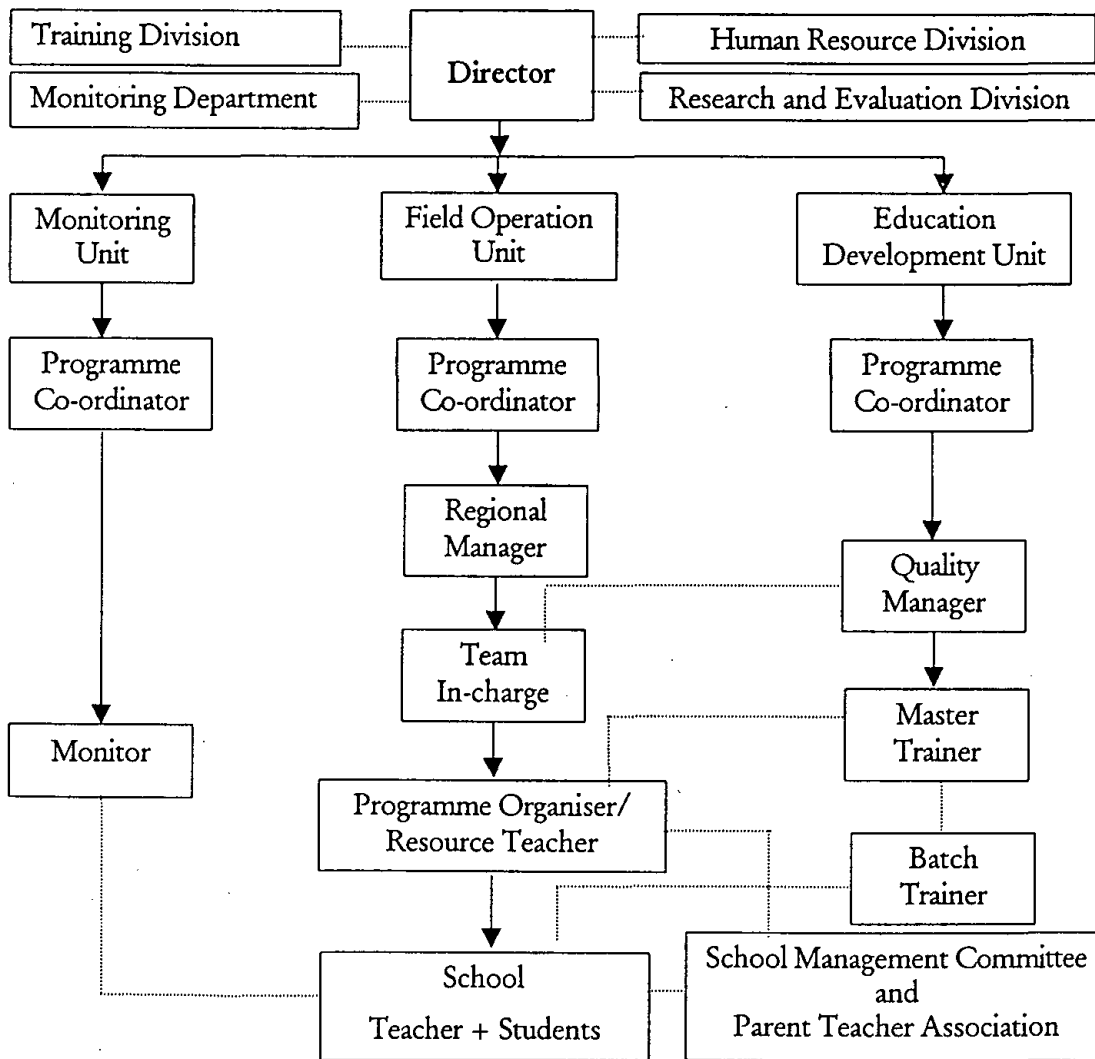 Training Division
Director
Human Resource Division
Monitoring Department
Research and Evaluation Division
Monitoring
Unit
Field Operation
Unit
Education
Development Unit
Programme
Co-ordinator
Programme
Co-ordinator
Programme
Co-ordinator
Regional
Manager
Quality
Manager
Team
In-charge
Master
Trainer
Monitor
Programme Organiser/
Resource Teacher
Batch
Trainer
School
Teacher + Students
School Management Committee
and
Parent Teacher Association